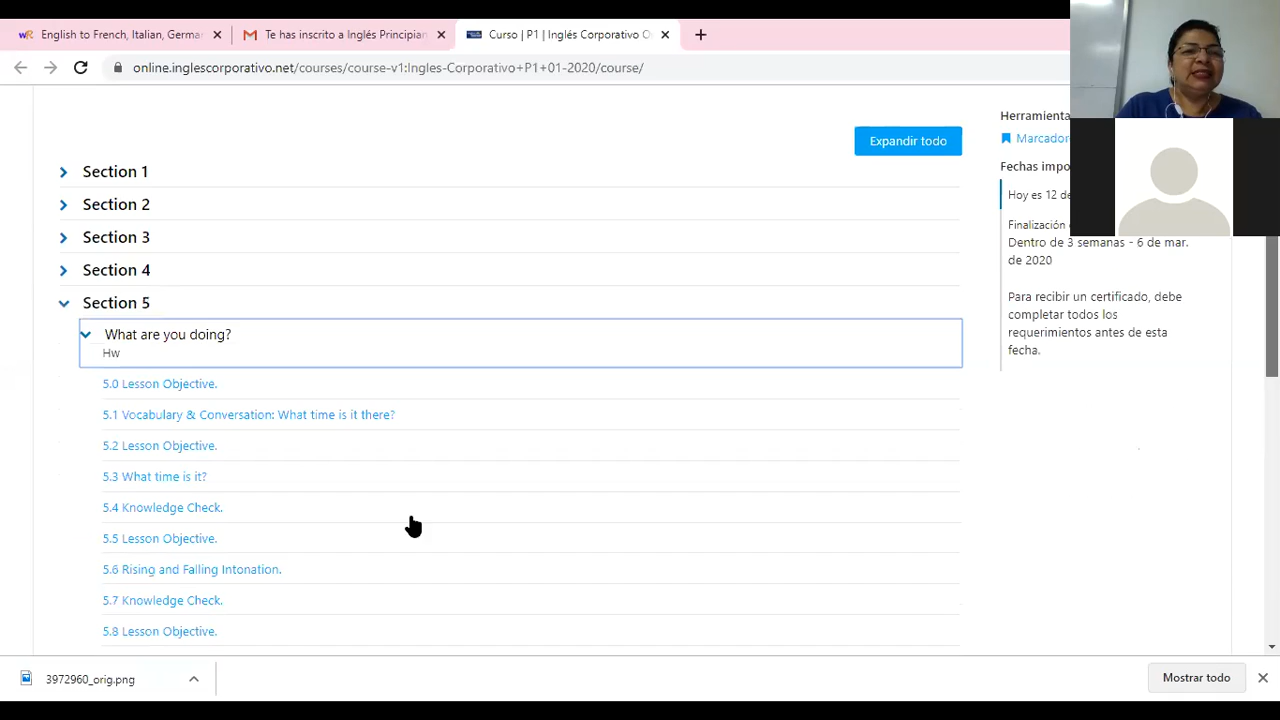 English to French, Italian, Germa
Te has inscrito a Inglés Principian
Curso | P1 | Inglés Corporativo O
online.inglescorporativo.net/courses/course-v1:Ingles-Corporativo+P1+01-2020/course/
Expandir todo
Herramienta
Marcador
Fechas impo
Hoy es 12 de
Finalización
Dentro de 3 semanas - 6 de mar.
de 2020
Para recibir un certificado, debe
completar todos los
requerimientos antes de esta
fecha.
Section 1
Section 2
Section 3
Section 4
Section 5
What are you doing?
Hw
5.0 Lesson Objective.
5.1 Vocabulary & Conversation: What time is it there?
5.2 Lesson Objective.
5.3 What time is it?
5.4 Knowledge Check.
5.5 Lesson Objective.
5.6 Rising and Falling Intonation.
5.7 Knowledge Check.
5.8 Lesson Objective.
3972960_orig.png
Mostrar todo